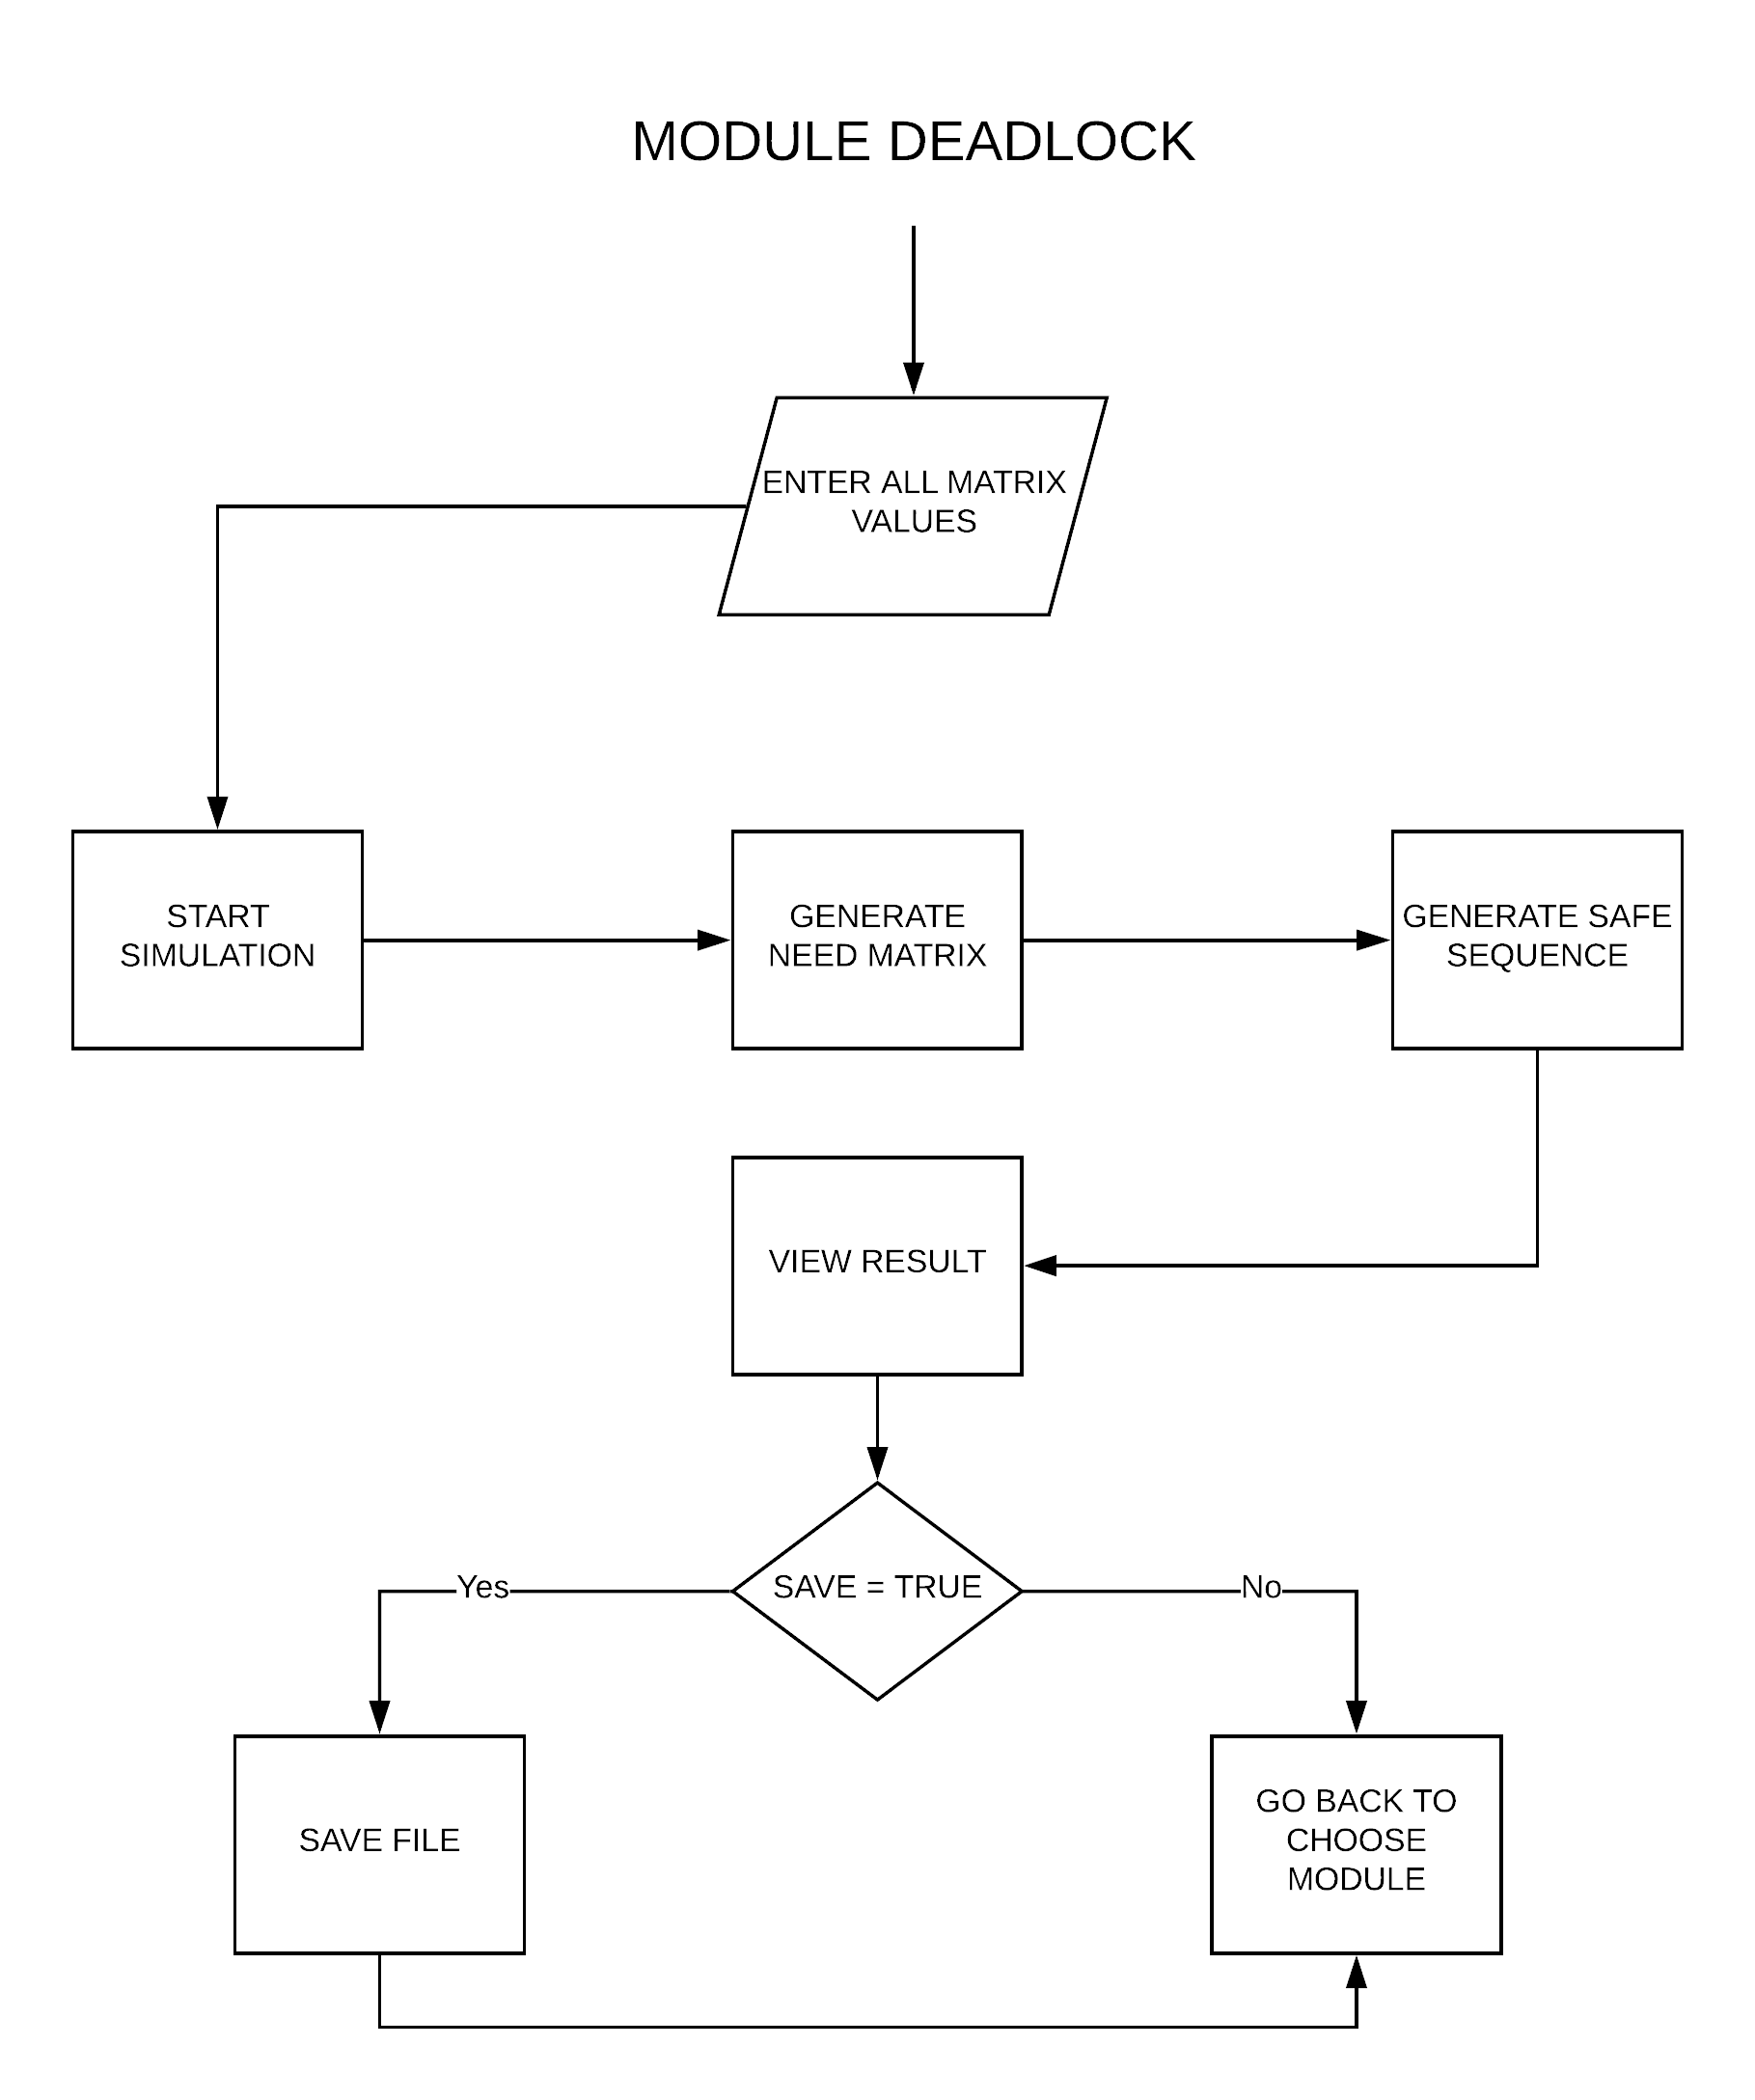 MODULE DEADLOCK
ENTER ALL MATRIX
VALUES
START
SIMULATION
GENERATE
NEED MATRIX
GENERATE SAFE
SEQUENCE
VIEW RESULT
SAVE = TRUE
Yes
No
SAVE FILE
GO BACK TO
CHOOSE
MODULE